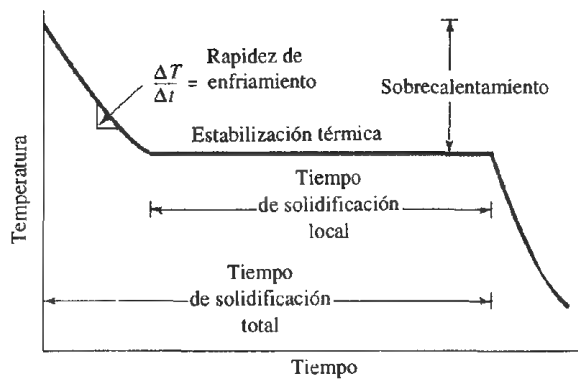 Rapidez de
enfriamiento
ΔT
Δt
=
Sobrecalentamiento
Estabilización térmica
Tiempo
de solidificación
local
Tiempo
de solidificación
total
Temperatura
Tiempo